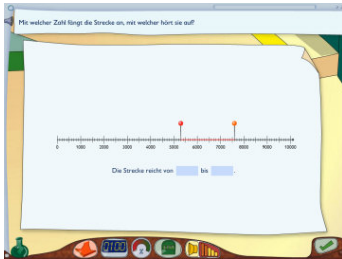 Mit welcher Zahl fängt die Strecke an, mit welcher hört sie auf?
0 1000 2000 3000 4000 5000 6000 7000 8000 9000 10000
Die Strecke reicht von bis .